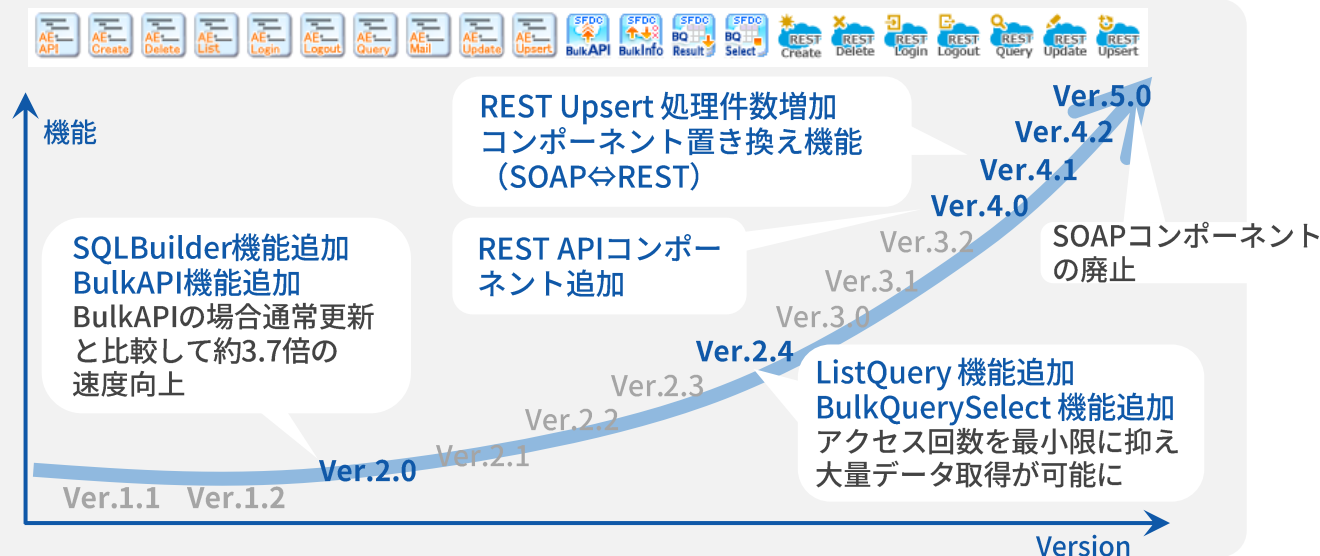 AE API
AE Create
AE Delete
AE List
AE Login
AE Logout
AE Query
AE Mail
AE Update
AE Upsert
SFDC BulkAPI
SFDC BulkInfo
SFDC BQ Result
SFDC BQ Select
REST Create
REST Delete
REST Login
REST Logout
REST Query
REST Update
REST Upsert
機能
REST Upsert 処理件数増加
コンポーネント置き換え機能
（SOAP⇔REST）
Ver.5.0
Ver.4.2
Ver.4.1
Ver.4.0
SQLBuilder機能追加
BulkAPI機能追加
BulkAPIの場合通常更新
と比較して約3.7倍の
速度向上
REST APIコンポー
ネント追加
SOAPコンポーネント
の廃止
Ver.3.2
Ver.3.1
Ver.3.0
Ver.2.4
ListQuery 機能追加
BulkQuerySelect 機能追加
アクセス回数を最小限に抑え
大量データ取得が可能に
Ver.2.3
Ver.2.2
Ver.2.1
Ver.2.0
Ver.1.1
Ver.1.2
Version